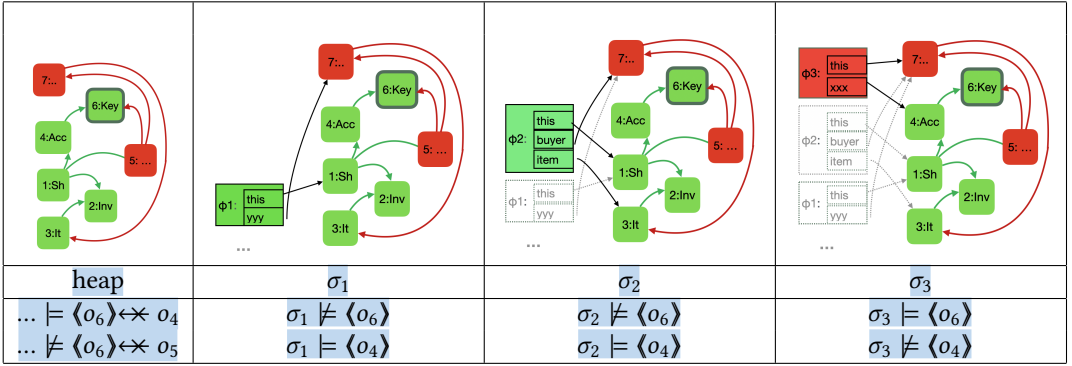 7:..
6:Key
4:Acc
5: ...
1:Sh
2:Inv
3:It
7:..
6:Key
4:Acc
5: ...
1:Sh
ϕ1: this
yyy
2:Inv
3:It
...
7:..
6:Key
ϕ2: this
buyer
item
4:Acc
5: ...
1:Sh
ϕ1: this
yyy
2:Inv
3:It
...
ϕ3: this
xxx
7:..
6:Key
4:Acc
ϕ2: this
buyer
item
5: ...
1:Sh
ϕ1: this
yyy
2:Inv
3:It
...
heap σ₁ σ₂ σ₃
... ⊨ ⟪o₆⟫ ↮ o₄ σ₁ ⊭ ⟪o₆⟫ σ₂ ⊭ ⟪o₆⟫ σ₃ ⊨ ⟪o₆⟫
... ⊭ ⟪o₆⟫ ↮ o₅ σ₁ ⊨ ⟪o₄⟫ σ₂ ⊨ ⟪o₄⟫ σ₃ ⊭ ⟪o₄⟫